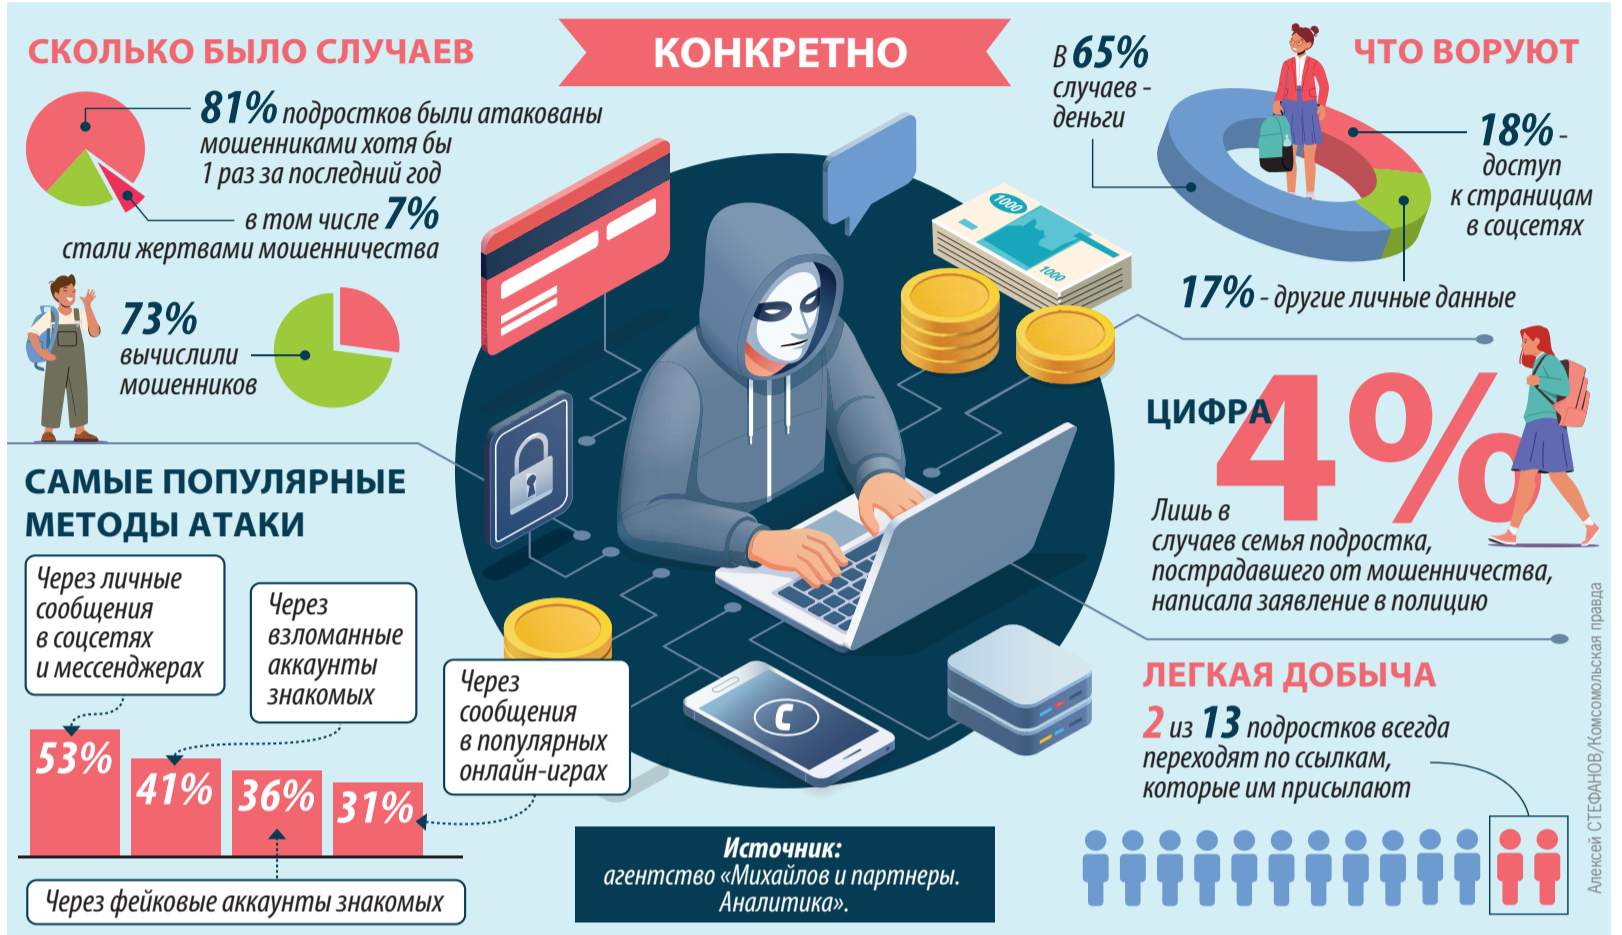 КОНКРЕТНО
СКОЛЬКО БЫЛО СЛУЧАЕВ
81% подростков были атакованы
мошенниками хотя бы
1 раз за последний год
в том числе 7%
стали жертвами мошенничества
73%
вычислили
мошенников
САМЫЕ ПОПУЛЯРНЫЕ
МЕТОДЫ АТАКИ
Через личные
сообщения
в соцсетях
и мессенджерах
Через
взломанные
аккаунты
знакомых
Через
сообщения
в популярных
онлайн-играх
53%
41%
36%
31%
Через фейковые аккаунты знакомых
1000
1000
Источник:
агентство «Михайлов и партнеры.
Аналитика».
ЧТО ВОРУЮТ
В 65%
случаев -
деньги
18% -
доступ
к страницам
в соцсетях
17% - другие личные данные
ЦИФРА
4%
Лишь в
случаев семья подростка,
пострадавшего от мошенничества,
написала заявление в полицию
ЛЕГКАЯ ДОБЫЧА
2 из 13 подростков всегда
переходят по ссылкам,
которые им присылают
Алексей СТЕФАНОВ/Комсомольская правда